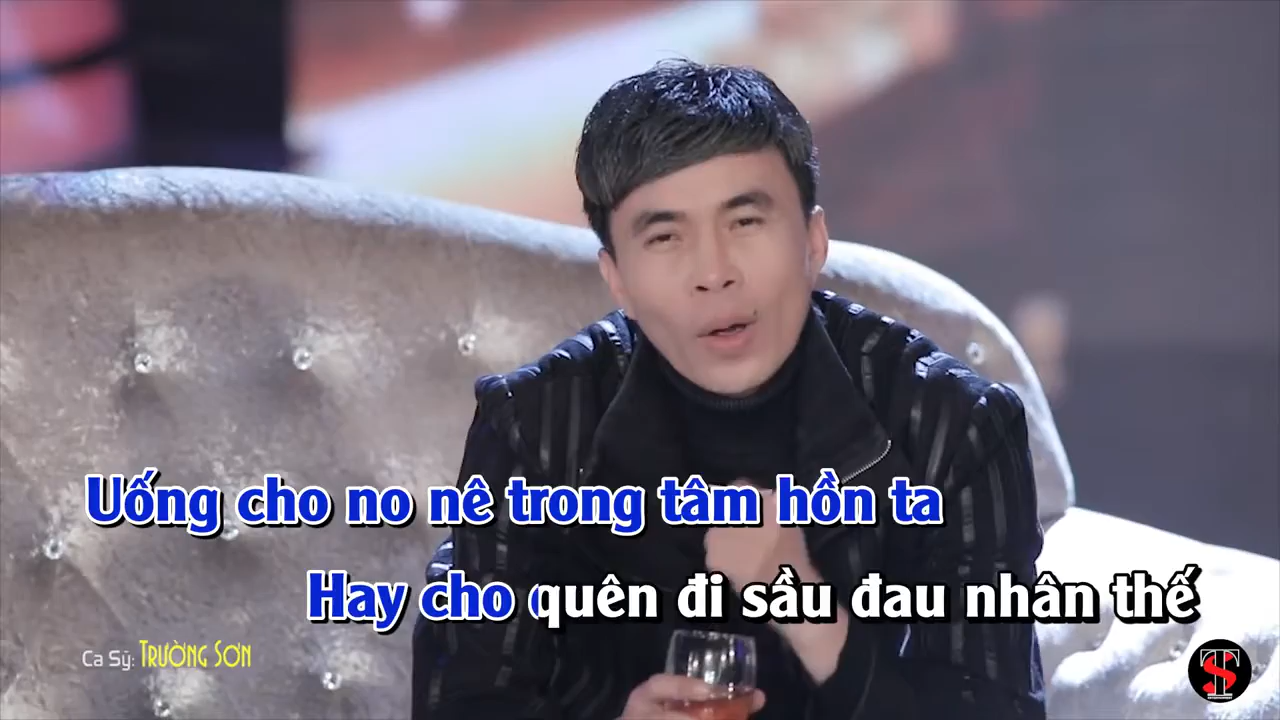 Uống cho no nê trong tâm hồn ta
Hay cho quên đi sầu đau nhân thế
Ca Sỹ: TRƯỜNG SƠN